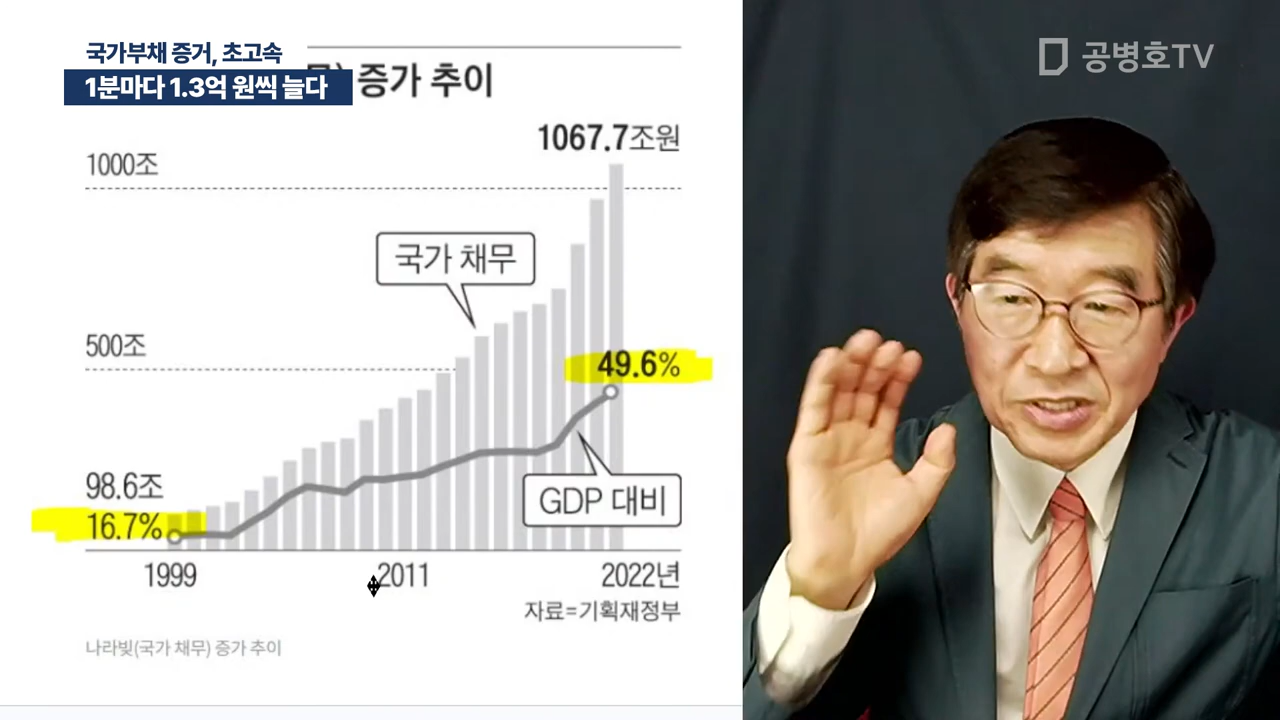 국가부채 증거, 초고속
1분마다 1.3억 원씩 늘다
증가 추이
공병호TV
1067.7조원
1000조
국가 채무
500조
49.6%
98.6조
16.7%
GDP 대비
1999
2011
2022년
자료=기획재정부
나라빚(국가 채무) 증가 추이